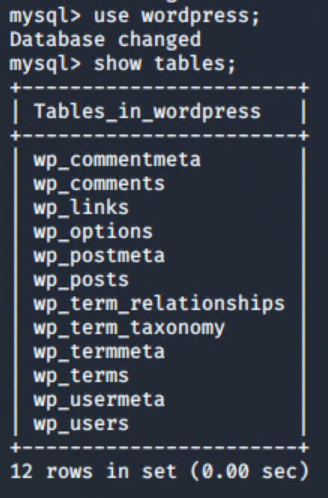 mysql> use wordpress;
Database changed
mysql> show tables;
+-----------------------+
| Tables_in_wordpress   |
+-----------------------+
| wp_commentmeta        |
| wp_comments           |
| wp_links              |
| wp_options            |
| wp_postmeta           |
| wp_posts              |
| wp_term_relationships |
| wp_term_taxonomy      |
| wp_termmeta           |
| wp_terms              |
| wp_usermeta           |
| wp_users              |
+-----------------------+
12 rows in set (0.00 sec)